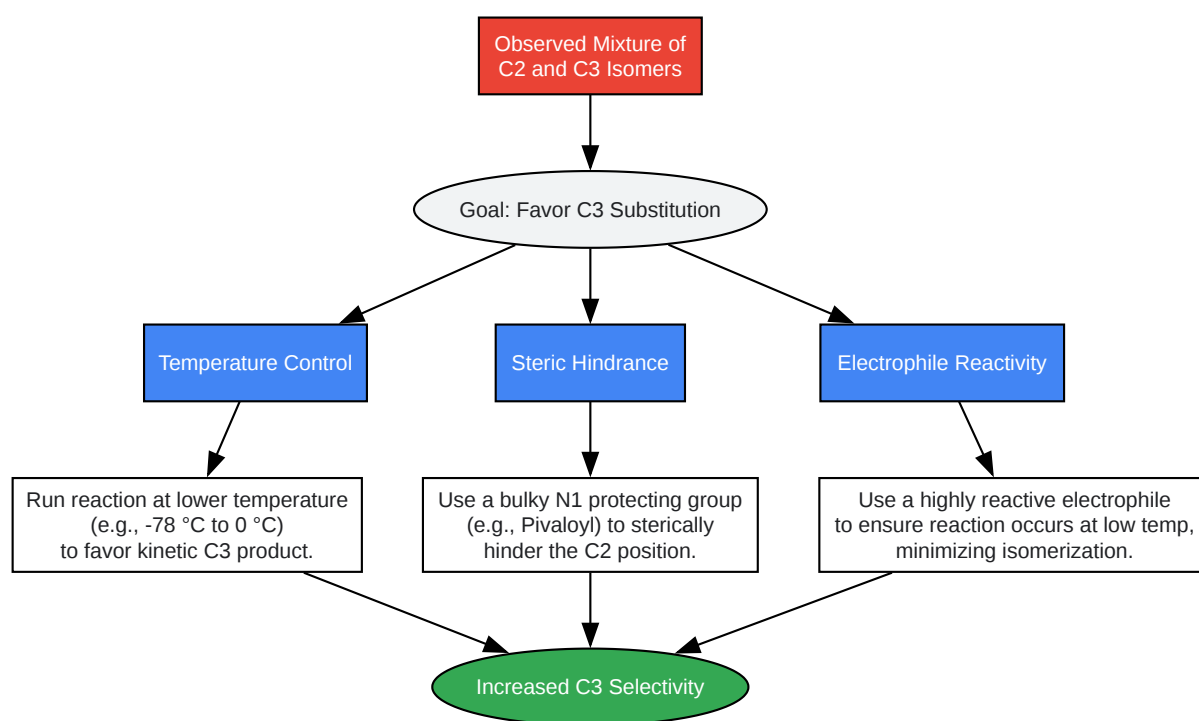 Observed Mixture of
C2 and C3 Isomers
Goal: Favor C3 Substitution
Temperature Control
Steric Hindrance
Electrophile Reactivity
Run reaction at lower temperature
(e.g., -78 °C to 0 °C)
to favor kinetic C3 product.
Use a bulky N1 protecting group
(e.g., Pivaloyl) to sterically
hinder the C2 position.
Use a highly reactive electrophile
to ensure reaction occurs at low temp,
minimizing isomerization.
Increased C3 Selectivity